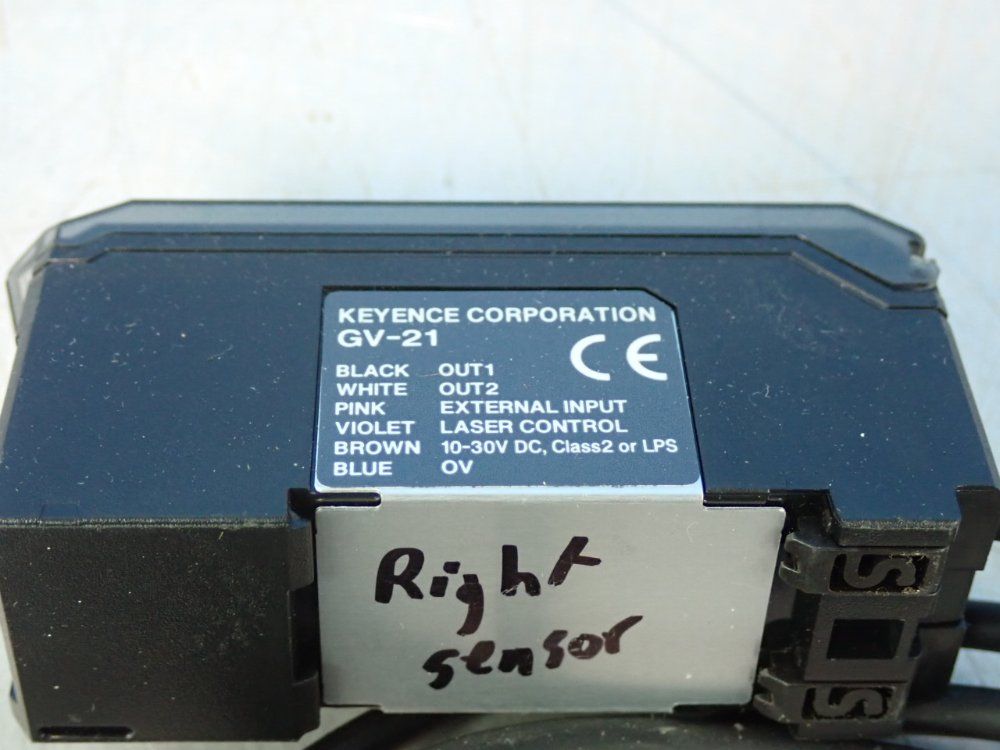 KEYENCE CORPORATION
GV-21
CE
BLACK OUT1
WHITE OUT2
PINK EXTERNAL INPUT
VIOLET LASER CONTROL
BROWN 10-30V DC, Class2 or LPS
BLUE 0V
Right
sensor